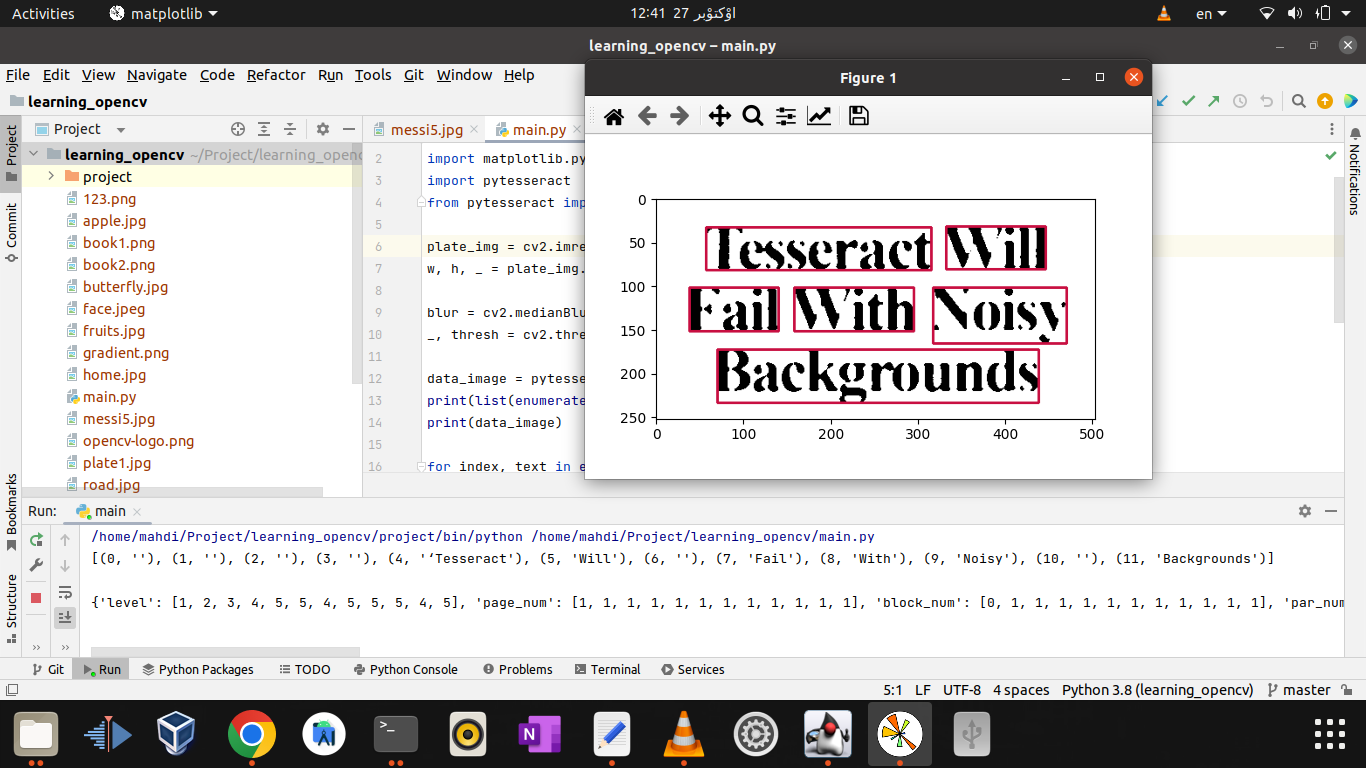 Activities
matplotlib
12:41 27 اوْکتوْبر
en
learning_opencv – main.py
File Edit View Navigate Code Refactor Run Tools Git Window Help
learning_opencv
Project
Commit
Bookmarks
Structure
Notifications
Project
learning_opencv ~/Project/learning_openc
project
123.png
apple.jpg
book1.png
book2.png
butterfly.jpg
face.jpeg
fruits.jpg
gradient.png
home.jpg
main.py
messi5.jpg
opencv-logo.png
plate1.jpg
road.jpg
messi5.jpg
main.py
2 import matplotlib.py
3 import pytesseract
4 from pytesseract imp
5
6 plate_img = cv2.imre
7 w, h, _ = plate_img.
8
9 blur = cv2.medianBlu
10 _, thresh = cv2.thre
11
12 data_image = pytesse
13 print(list(enumerate
14 print(data_image)
15
16 for index, text in e
Figure 1
0
50
100
150
200
250
0 100 200 300 400 500
Tesseract Will
Fail With Noisy
Backgrounds
Run: main
/home/mahdi/Project/learning_opencv/project/bin/python /home/mahdi/Project/learning_opencv/main.py
[(0, ''), (1, ''), (2, ''), (3, ''), (4, '‘Tesseract'), (5, 'Will'), (6, ''), (7, 'Fail'), (8, 'With'), (9, 'Noisy'), (10, ''), (11, 'Backgrounds')]
{'level': [1, 2, 3, 4, 5, 5, 4, 5, 5, 5, 4, 5], 'page_num': [1, 1, 1, 1, 1, 1, 1, 1, 1, 1, 1, 1], 'block_num': [0, 1, 1, 1, 1, 1, 1, 1, 1, 1, 1, 1], 'par_num
Git Run Python Packages TODO Python Console Problems Terminal Services
5:1 LF UTF-8 4 spaces Python 3.8 (learning_opencv) master
>_
N